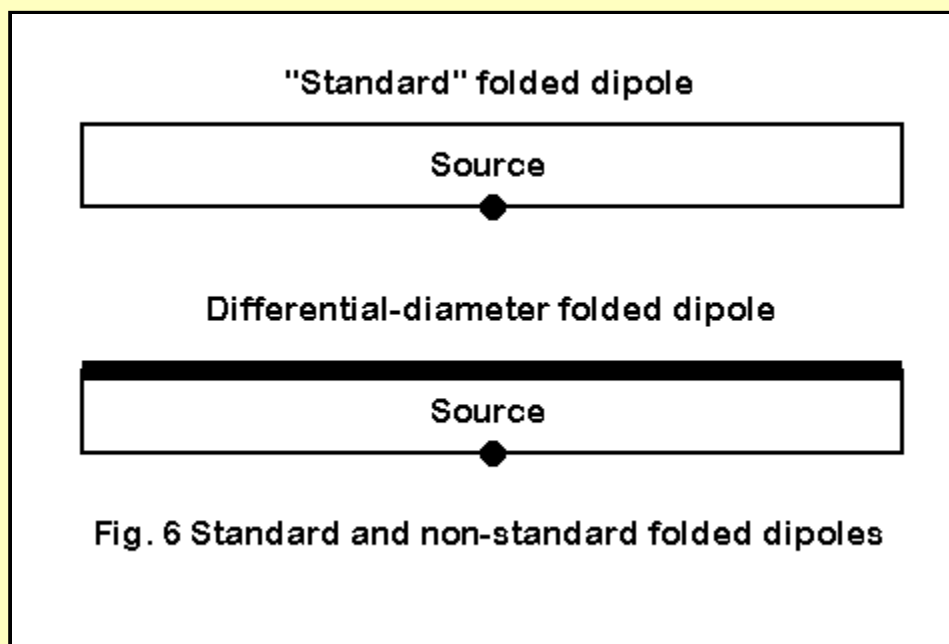 "Standard" folded dipole
Source
Differential-diameter folded dipole
Source
Fig. 6 Standard and non-standard folded dipoles